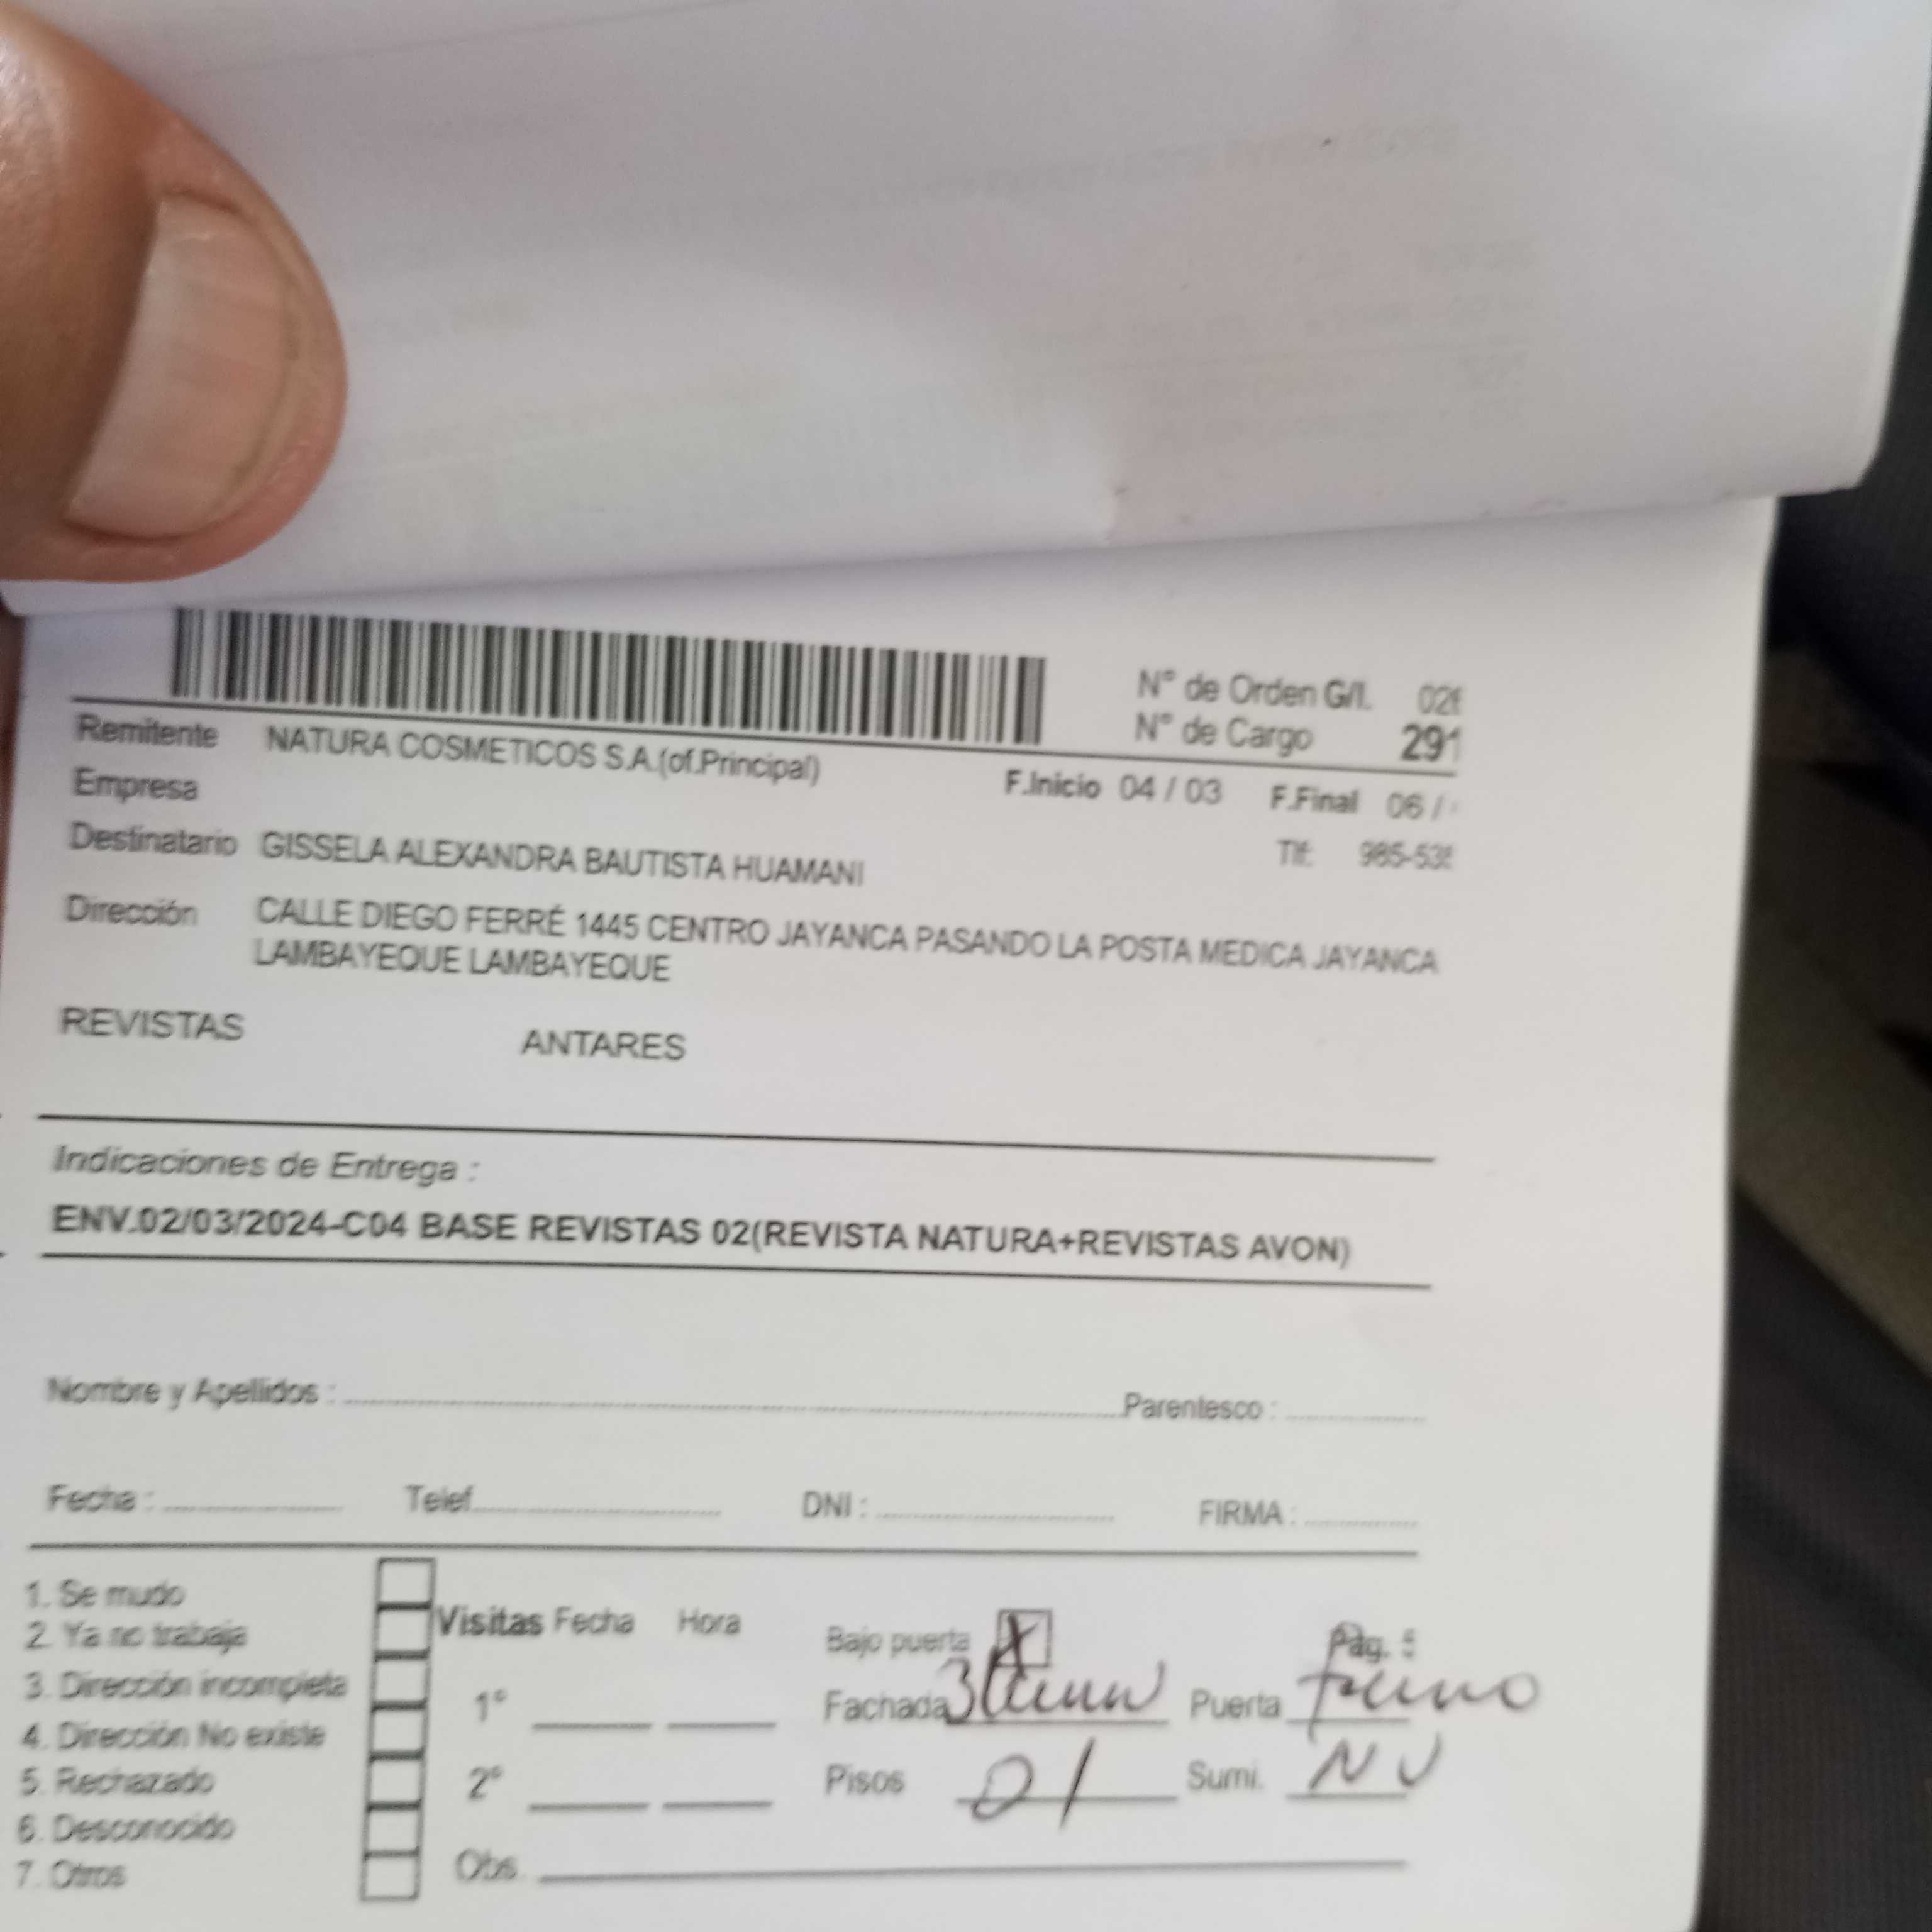 N° de Orden G/I. 026
N° de Cargo 291
Remitente NATURA COSMETICOS S.A.(of.Principal)
Empresa F.Inicio 04 / 03 F.Final 06 /
Destinatario GISSELA ALEXANDRA BAUTISTA HUAMANI Tlf: 985-535
Dirección CALLE DIEGO FERRÉ 1445 CENTRO JAYANCA PASANDO LA POSTA MEDICA JAYANCA
LAMBAYEQUE LAMBAYEQUE
REVISTAS ANTARES
Indicaciones de Entrega :
ENV.02/03/2024-C04 BASE REVISTAS 02(REVISTA NATURA+REVISTAS AVON)
Nombre y Apellidos : Parentesco :
Fecha : Telef. DNI : FIRMA :
1. Se mudo
2. Ya no trabaja
3. Dirección incompleta
4. Dirección No existe
5. Rechazado
6. Desconocido
7. Otros
Visitas Fecha Hora
1°
2°
Obs.
Bajo puerta X Pág. :
Fachada Puerta
Pisos 01 Sumi. NV